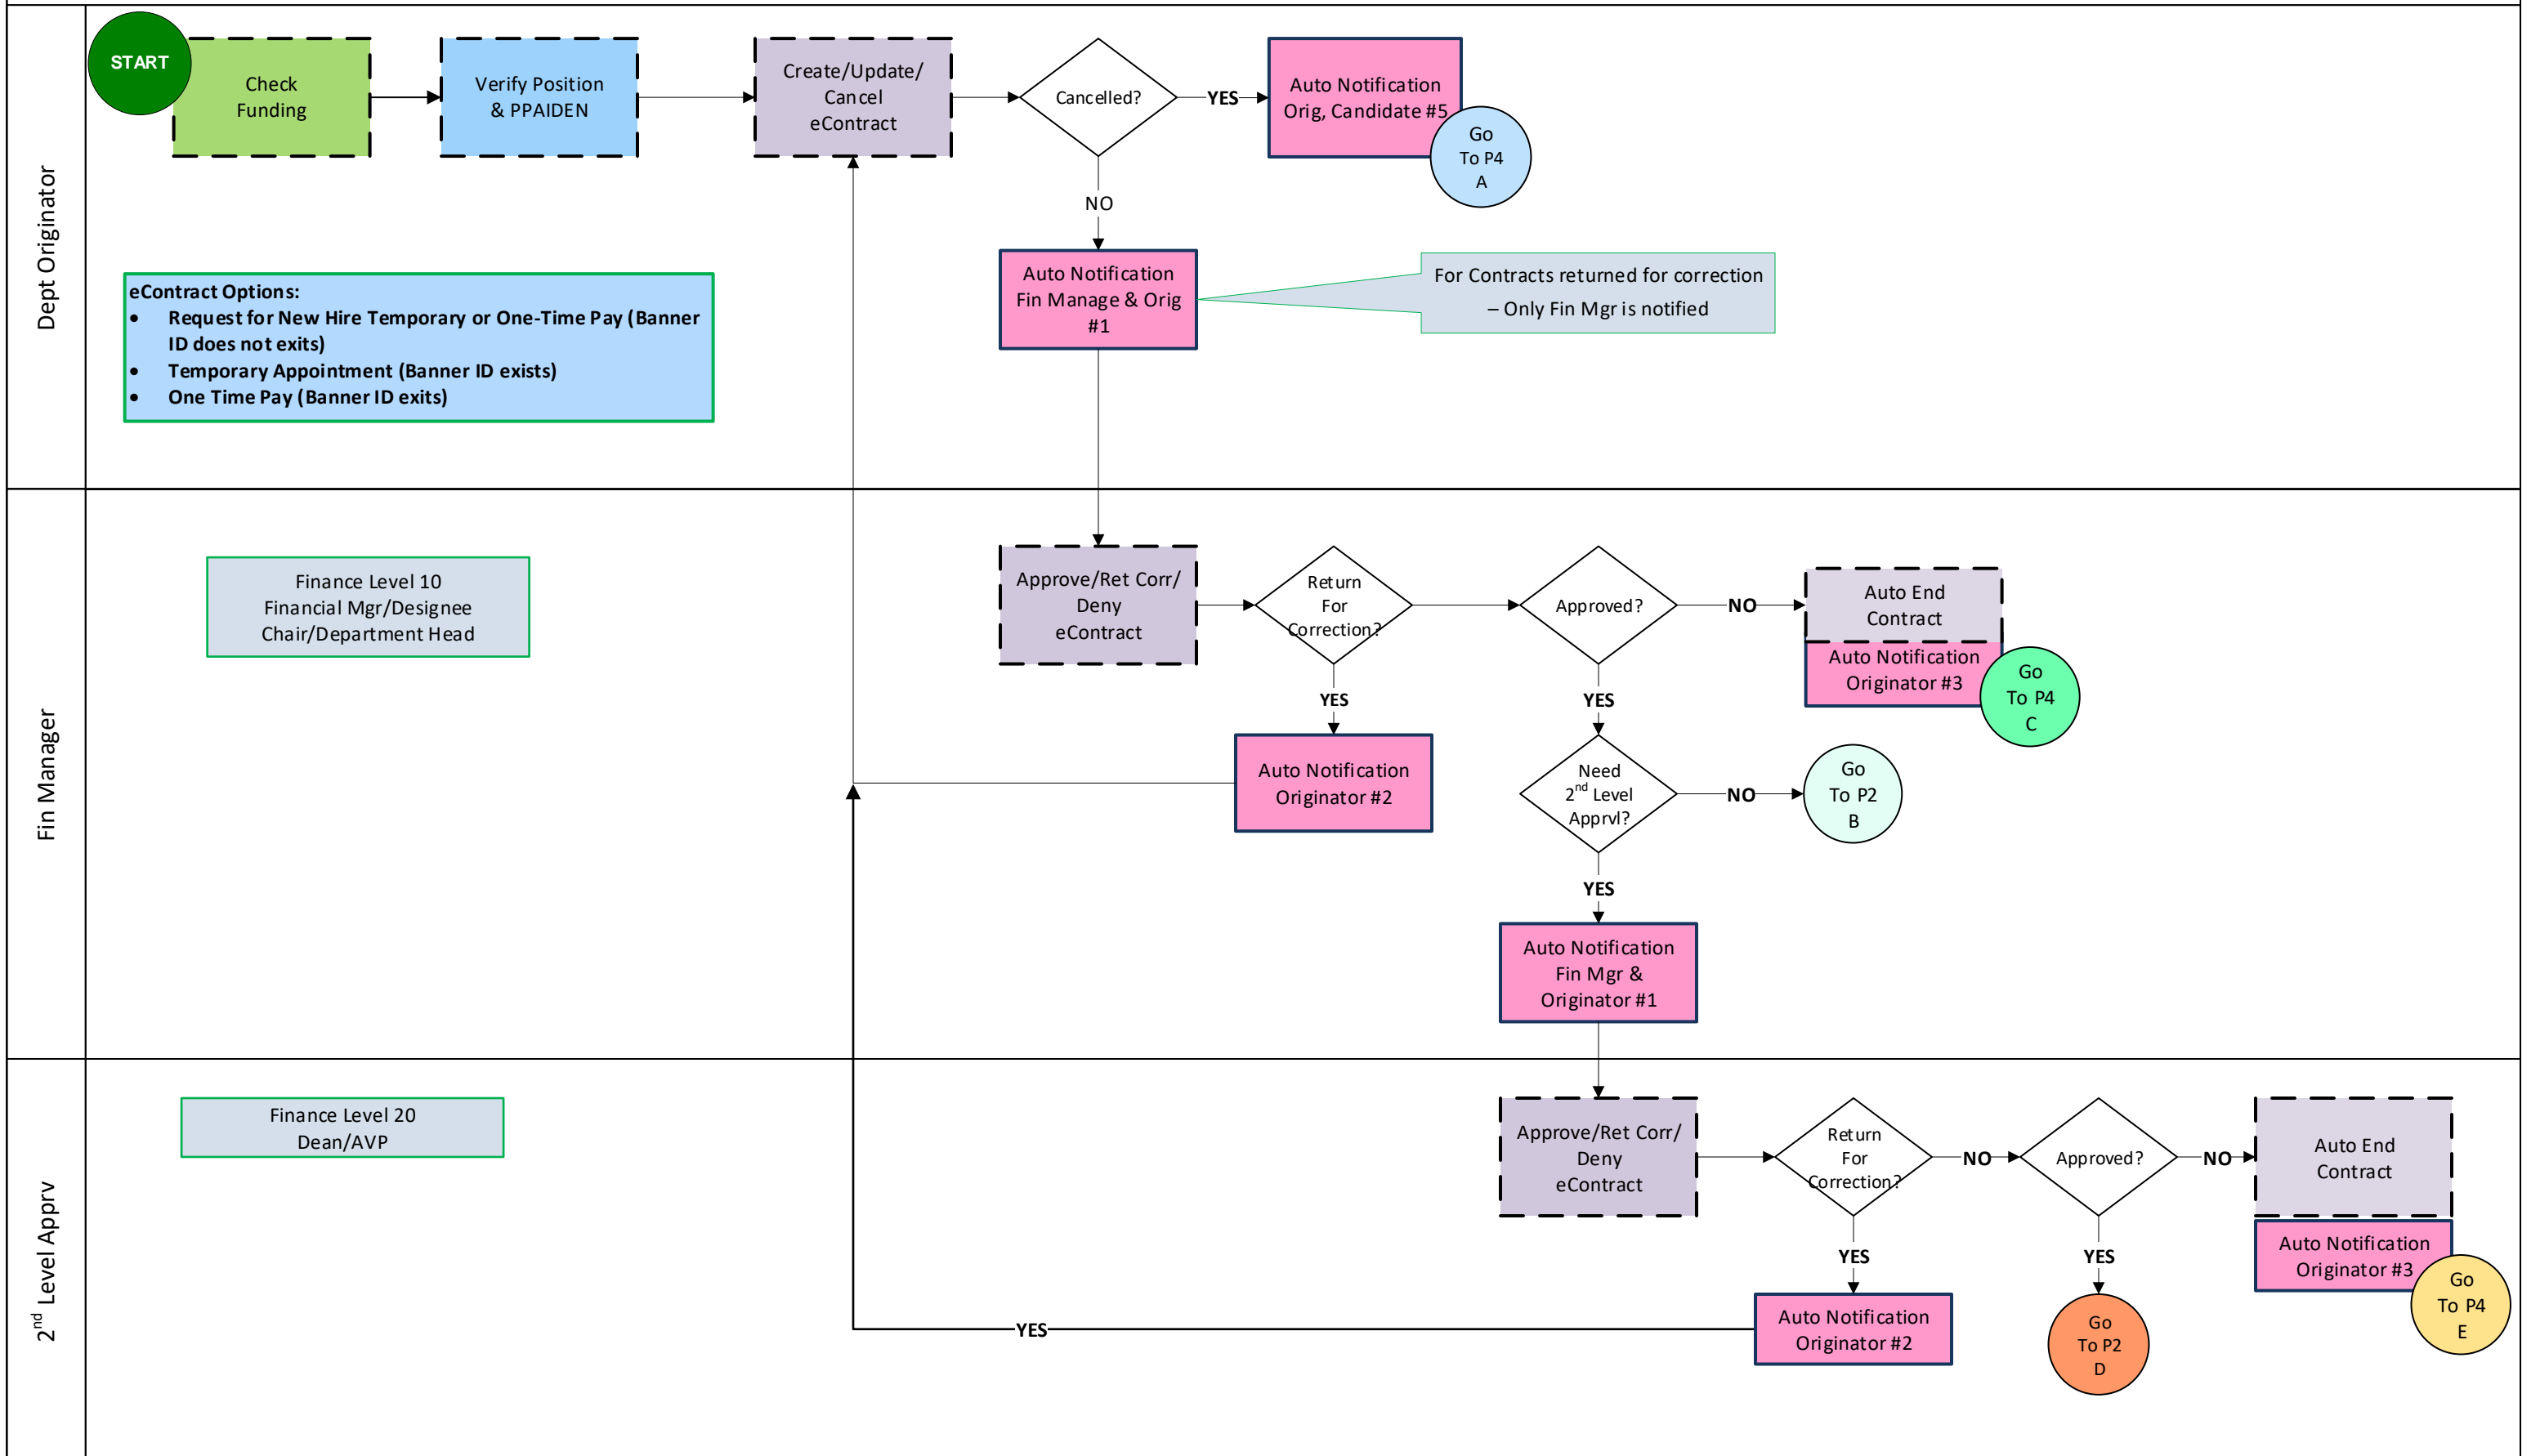 Dept Originator
START
Check
Funding
Verify Position
& PPAIDEN
Create/Update/
Cancel
eContract
Cancelled?
YES
Auto Notification
Orig, Candidate #5
Go
To P4
A
NO
Auto Notification
Fin Manage & Orig
#1
For Contracts returned for correction
– Only Fin Mgr is notified
eContract Options:
• Request for New Hire Temporary or One-Time Pay (Banner
ID does not exits)
• Temporary Appointment (Banner ID exists)
• One Time Pay (Banner ID exits)
Fin Manager
Finance Level 10
Financial Mgr/Designee
Chair/Department Head
Approve/Ret Corr/
Deny
eContract
Return
For
Correction?
Approved?
NO
Auto End
Contract
Auto Notification
Originator #3
Go
To P4
C
YES
Auto Notification
Originator #2
YES
Need
2nd Level
Apprvl?
NO
Go
To P2
B
YES
Auto Notification
Fin Mgr &
Originator #1
2nd Level Apprv
Finance Level 20
Dean/AVP
Approve/Ret Corr/
Deny
eContract
Return
For
Correction?
NO
Approved?
NO
Auto End
Contract
Auto Notification
Originator #3
Go
To P4
E
YES
Auto Notification
Originator #2
YES
YES
Go
To P2
D